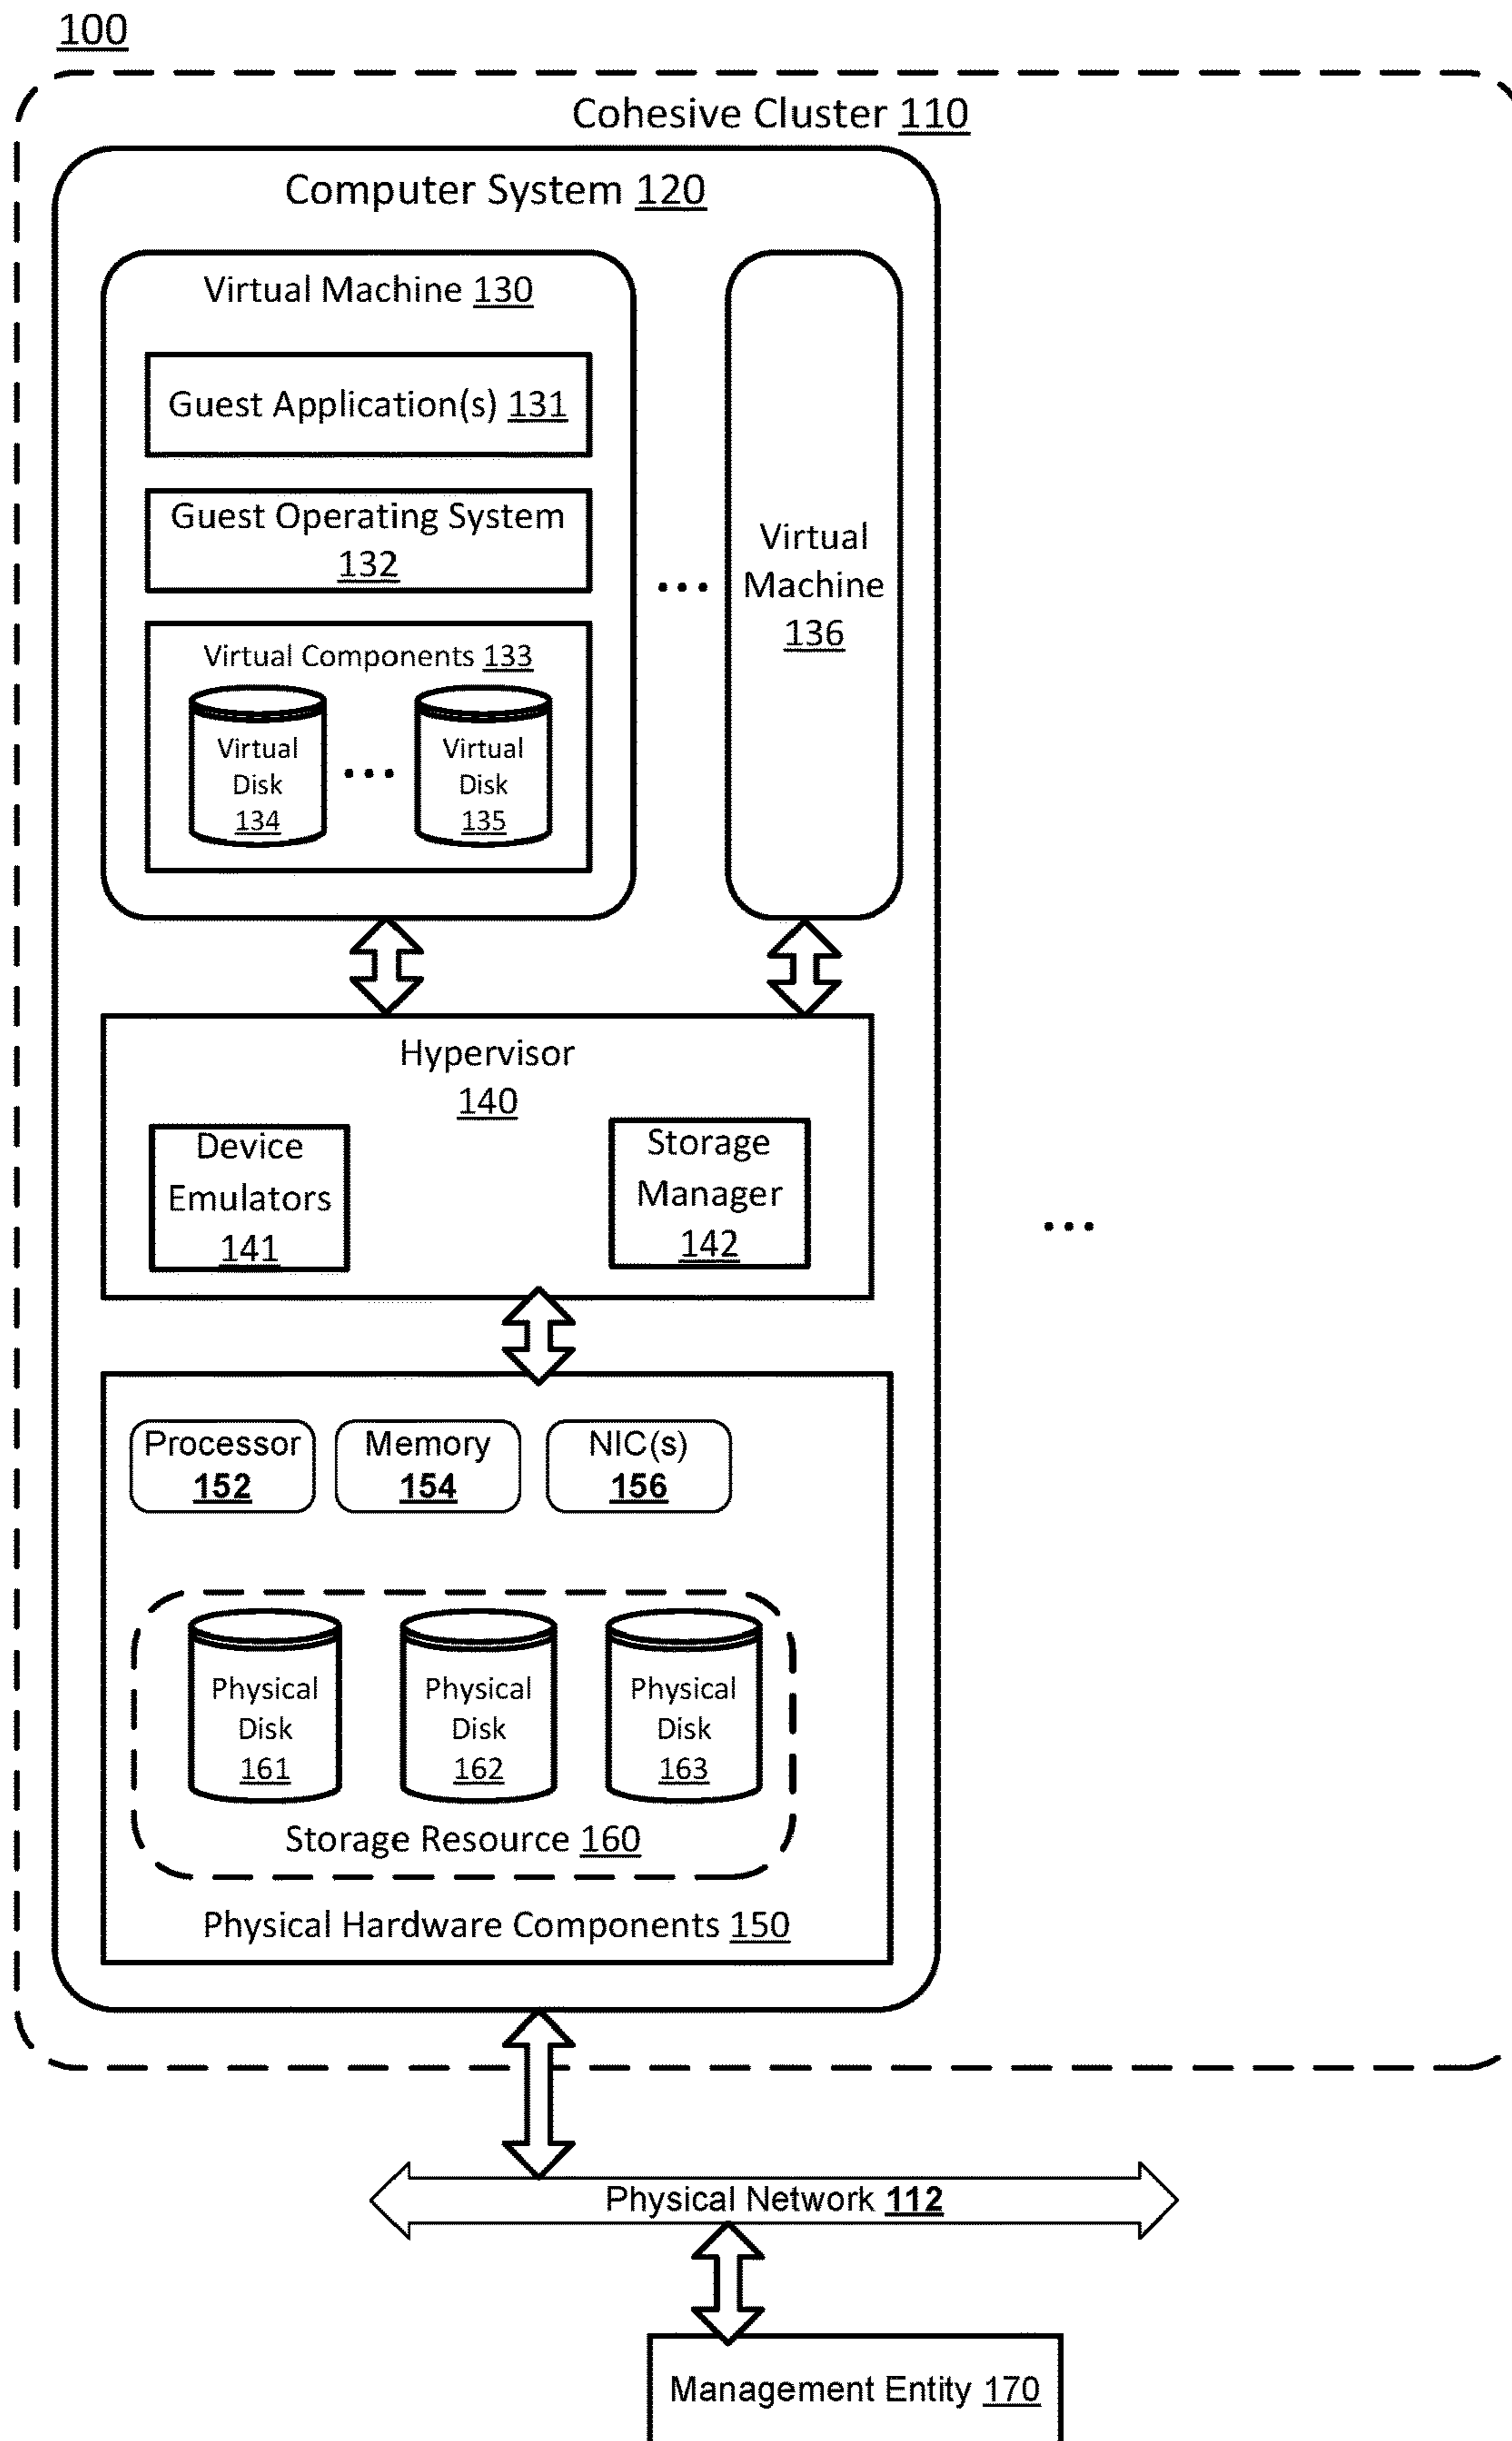 100
Cohesive Cluster 110
Computer System 120
Virtual Machine 130
Guest Application(s) 131
Guest Operating System
132
Virtual Components 133
Virtual
Disk
134
...
Virtual
Disk
135
...
Virtual
Machine
136
Hypervisor
140
Device
Emulators
141
Storage
Manager
142
...
Processor
152
Memory
154
NIC(s)
156
Physical
Disk
161
Physical
Disk
162
Physical
Disk
163
Storage Resource 160
Physical Hardware Components 150
Physical Network 112
Management Entity 170